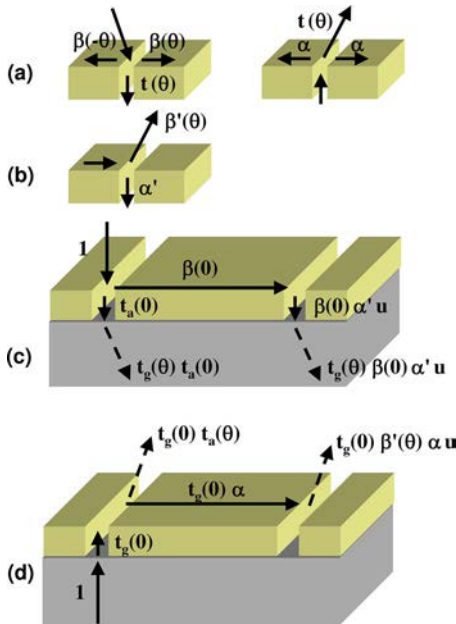 β(-θ) β(θ) t (θ)
t(θ) α α
(a)
β'(θ)
(b) α'
1 β(0)
tₐ(0) β(0) α' u
(c) t_g(θ) tₐ(0) t_g(θ) β(0) α' u
t_g(0) tₐ(θ) t_g(0) β'(θ) α u
t_g(0) α
t_g(0)
(d) 1